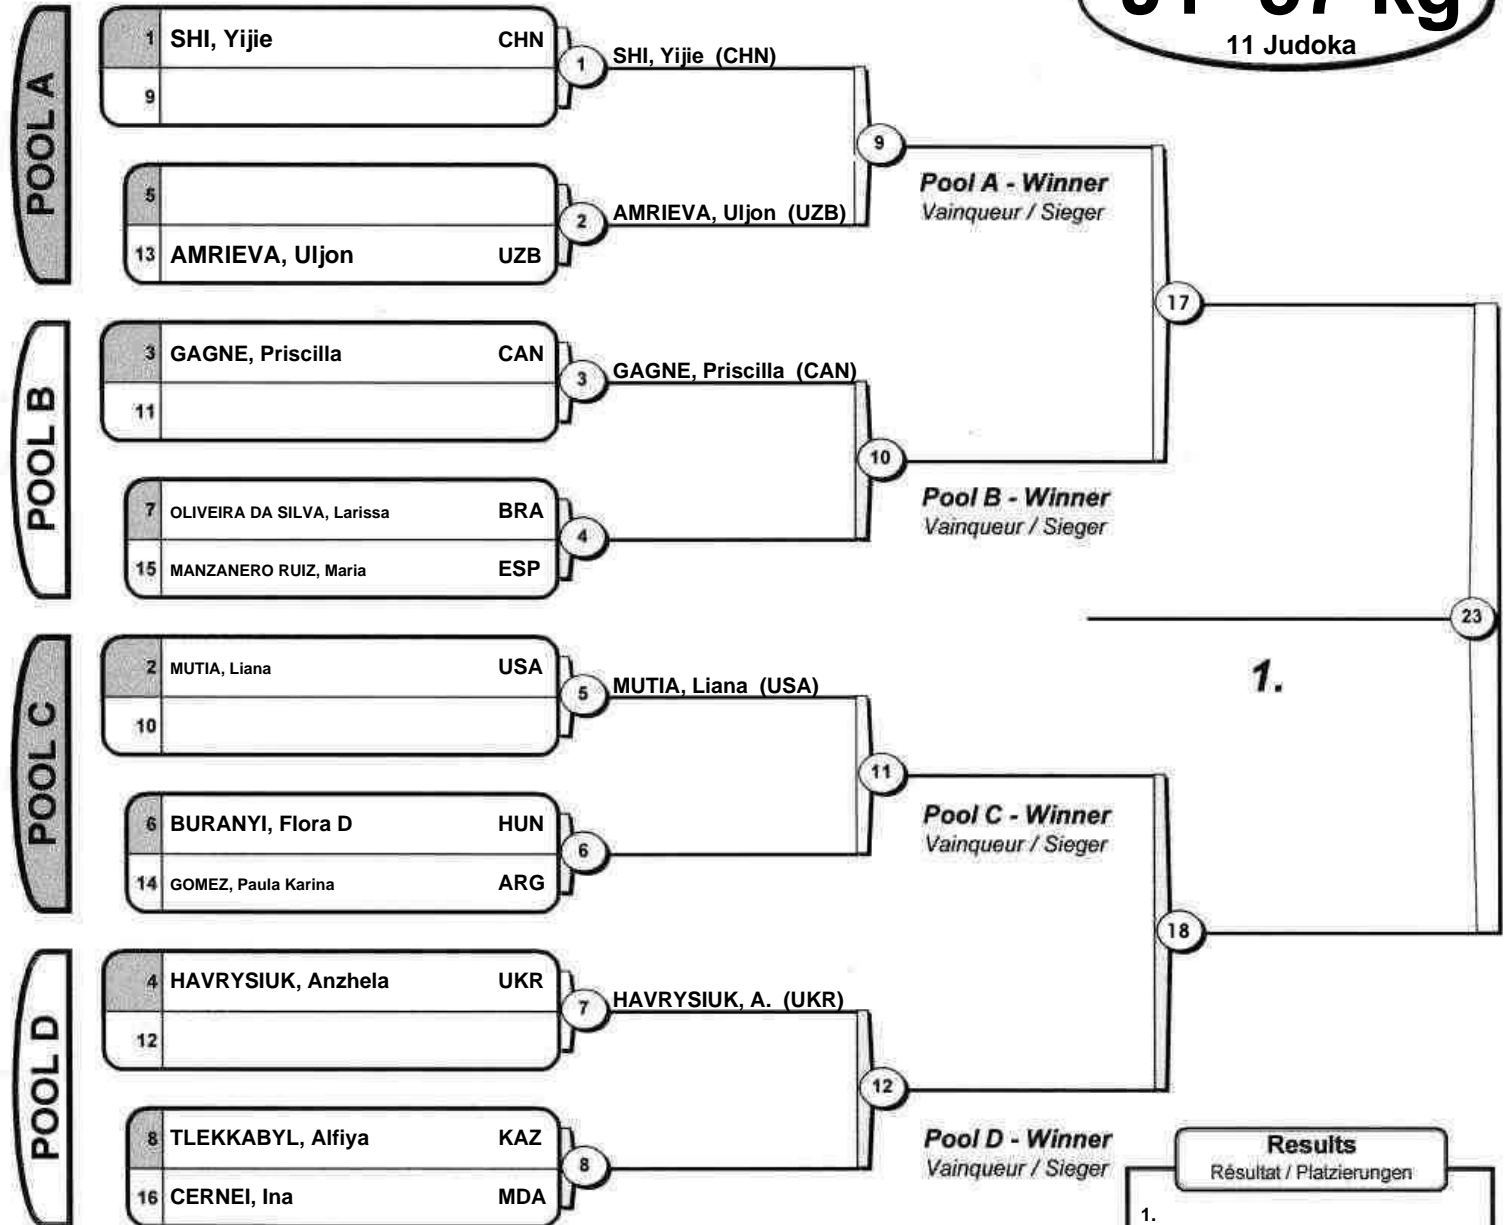 11 Judoka
POOL A
1 SHI, Yijie CHN
9
1
SHI, Yijie (CHN)
5
13 AMRIEVA, Uljon UZB
2
AMRIEVA, Uljon (UZB)
9
Pool A - Winner
Vainqueur / Sieger
17
POOL B
3 GAGNE, Priscilla CAN
11
3
GAGNE, Priscilla (CAN)
7 OLIVEIRA DA SILVA, Larissa BRA
15 MANZANERO RUIZ, Maria ESP
4
10
Pool B - Winner
Vainqueur / Sieger
23
1.
POOL C
2 MUTIA, Liana USA
10
5
MUTIA, Liana (USA)
6 BURANYI, Flora D HUN
14 GOMEZ, Paula Karina ARG
6
11
Pool C - Winner
Vainqueur / Sieger
18
POOL D
4 HAVRYSIUK, Anzhela UKR
12
7
HAVRYSIUK, A. (UKR)
8 TLEKKABYL, Alfiya KAZ
16 CERNEI, Ina MDA
8
12
Pool D - Winner
Vainqueur / Sieger
Results
Résultat / Platzierungen
1.